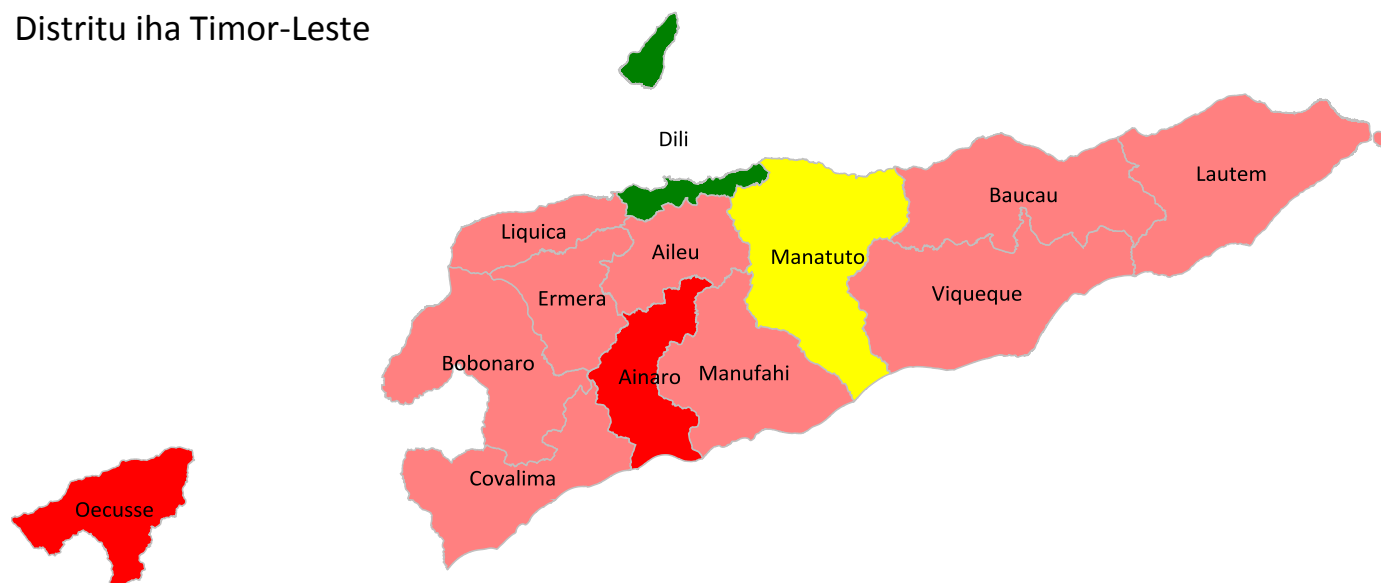 Distritu iha Timor-Leste
Dili
Lautem
Baucau
Liquica
Aileu
Manatuto
Ermera
Viqueque
Bobonaro
Ainaro
Manufahi
Covalima
Oecusse